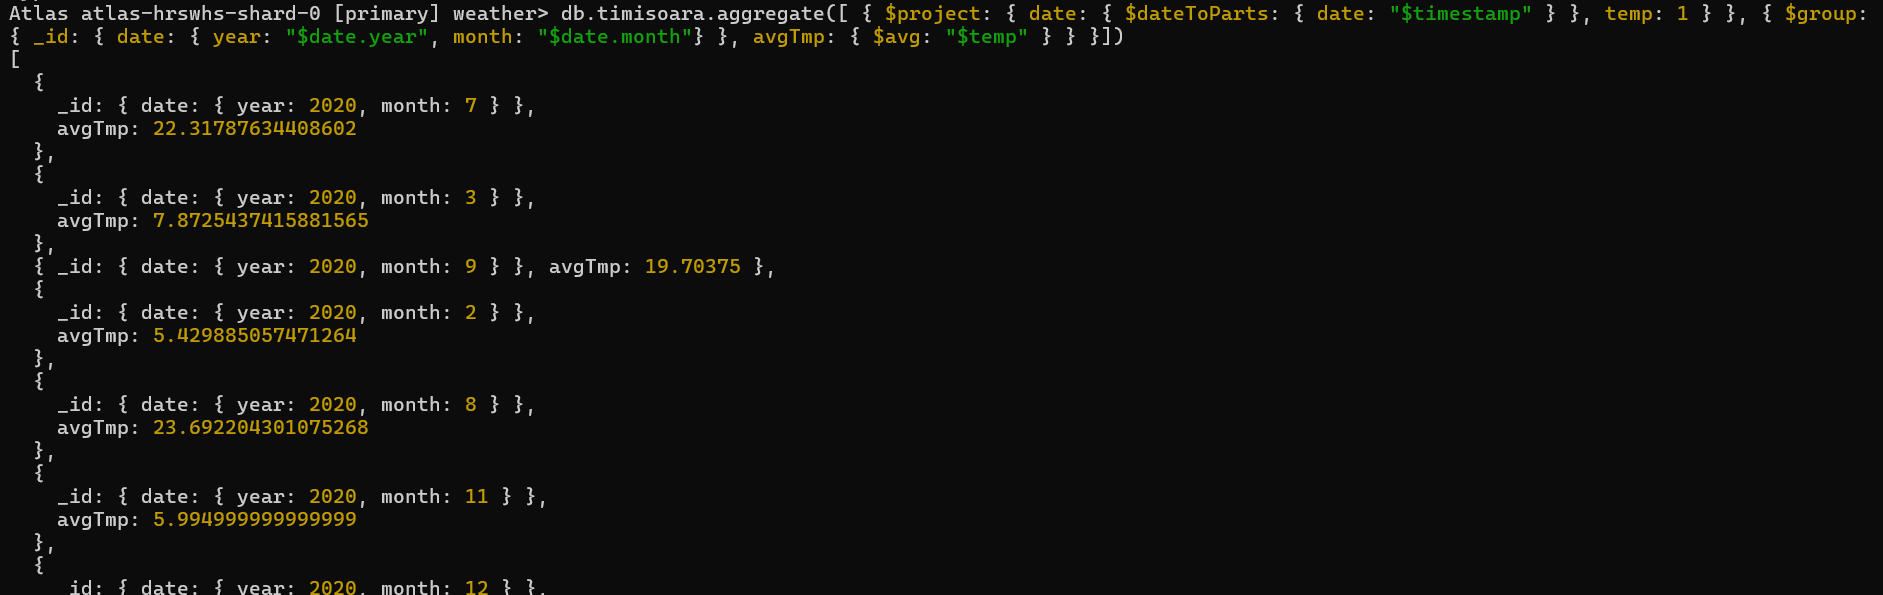 Atlas atlas-hrswhs-shard-0 [primary] weather> db.timisoara.aggregate([ { $project: { date: { $dateToParts: { date: "$timestamp" } }, temp: 1 } }, { $group:
{ _id: { date: { year: "$date.year", month: "$date.month"} }, avgTmp: { $avg: "$temp" } } }])
[
  {
    _id: { date: { year: 2020, month: 7 } },
    avgTmp: 22.31787634408602
  },
  {
    _id: { date: { year: 2020, month: 3 } },
    avgTmp: 7.8725437415881565
  },
  { _id: { date: { year: 2020, month: 9 } }, avgTmp: 19.70375 },
  {
    _id: { date: { year: 2020, month: 2 } },
    avgTmp: 5.429885057471264
  },
  {
    _id: { date: { year: 2020, month: 8 } },
    avgTmp: 23.692204301075268
  },
  {
    _id: { date: { year: 2020, month: 11 } },
    avgTmp: 5.994999999999999
  },
  {
    _id: { date: { year: 2020, month: 12 } },